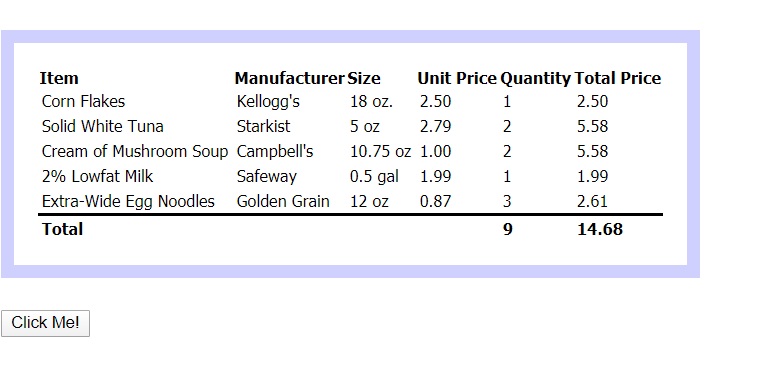 Item Manufacturer Size Unit Price Quantity Total Price
Corn Flakes Kellogg's 18 oz. 2.50 1 2.50
Solid White Tuna Starkist 5 oz 2.79 2 5.58
Cream of Mushroom Soup Campbell's 10.75 oz 1.00 2 5.58
2% Lowfat Milk Safeway 0.5 gal 1.99 1 1.99
Extra-Wide Egg Noodles Golden Grain 12 oz 0.87 3 2.61
Total 9 14.68
Click Me!